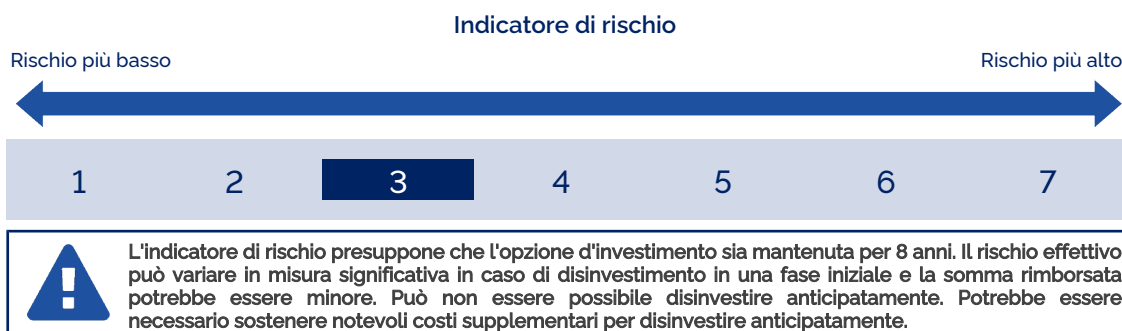 Indicatore di rischio
Rischio più basso Rischio più alto
1 2 3 4 5 6 7
L'indicatore di rischio presuppone che l'opzione d'investimento sia mantenuta per 8 anni. Il rischio effettivo
può variare in misura significativa in caso di disinvestimento in una fase iniziale e la somma rimborsata
potrebbe essere minore. Può non essere possibile disinvestire anticipatamente. Potrebbe essere
necessario sostenere notevoli costi supplementari per disinvestire anticipatamente.